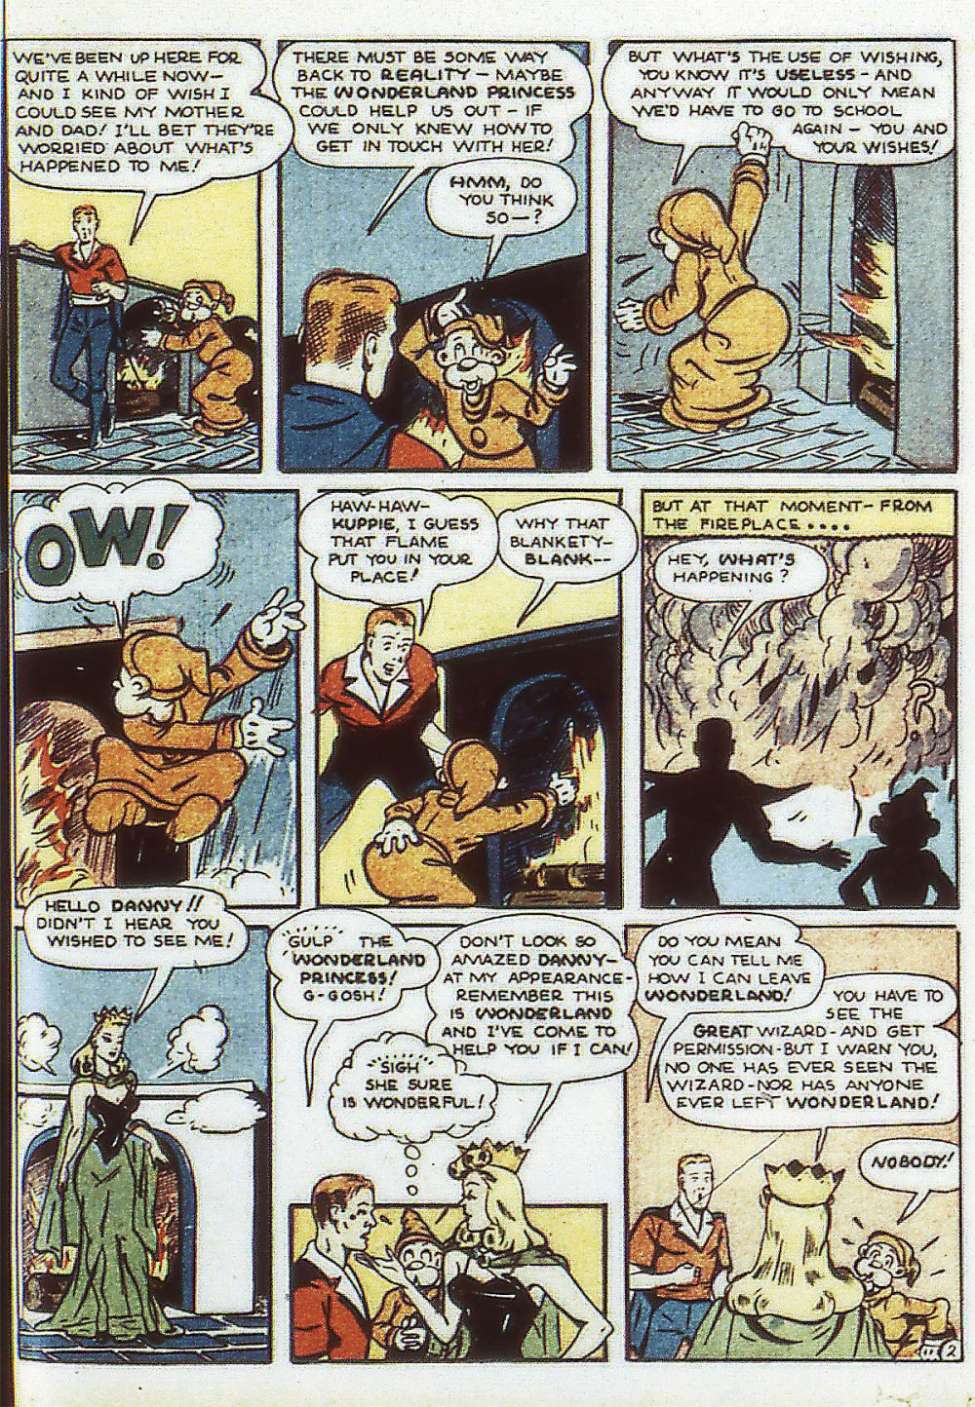 WE'VE BEEN UP HERE FOR
QUITE A WHILE NOW—
AND I KIND OF WISH I
COULD SEE MY MOTHER
AND DAD! I'LL BET THEY'RE
WORRIED ABOUT WHAT'S
HAPPENED TO ME!
THERE MUST BE SOME WAY
BACK TO REALITY — MAYBE
THE WONDERLAND PRINCESS
COULD HELP US OUT — IF
WE ONLY KNEW HOW TO
GET IN TOUCH WITH HER!
HMM, DO
YOU THINK
SO—?
BUT WHAT'S THE USE OF WISHING,
YOU KNOW IT'S USELESS — AND
ANYWAY IT WOULD ONLY MEAN
WE'D HAVE TO GO TO SCHOOL
AGAIN — YOU AND
YOUR WISHES!
OW!
HAW-HAW-
KUPPIE, I GUESS
THAT FLAME
PUT YOU IN YOUR
PLACE!
WHY THAT
BLANKETY-
BLANK--
BUT AT THAT MOMENT — FROM
THE FIREPLACE ....
HEY, WHAT'S
HAPPENING?
HELLO DANNY!!
DIDN'T I HEAR YOU
WISHED TO SEE ME!
"GULP" THE
WONDERLAND
PRINCESS!
G-GOSH!
DON'T LOOK SO
AMAZED DANNY—
AT MY APPEARANCE-
REMEMBER THIS
IS WONDERLAND
AND I'VE COME TO
HELP YOU IF I CAN!
"SIGH"
SHE SURE
IS WONDERFUL!
DO YOU MEAN
YOU CAN TELL ME
HOW I CAN LEAVE
WONDERLAND!
YOU HAVE TO
SEE THE
GREAT WIZARD - AND GET
PERMISSION - BUT I WARN YOU,
NO ONE HAS EVER SEEN THE
WIZARD - NOR HAS ANYONE
EVER LEFT WONDERLAND!
NOBODY!
2